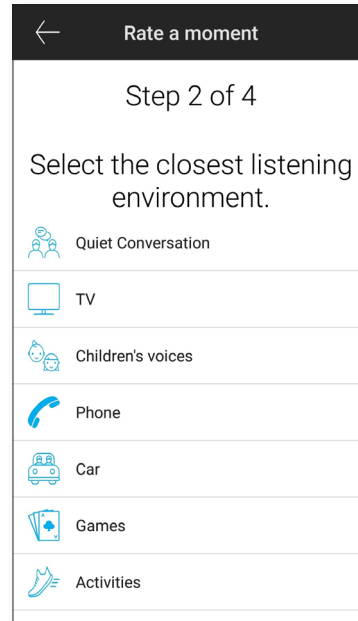 Rate a moment
Step 2 of 4
Select the closest listening
environment.
Quiet Conversation
TV
Children's voices
Phone
Car
Games
Activities